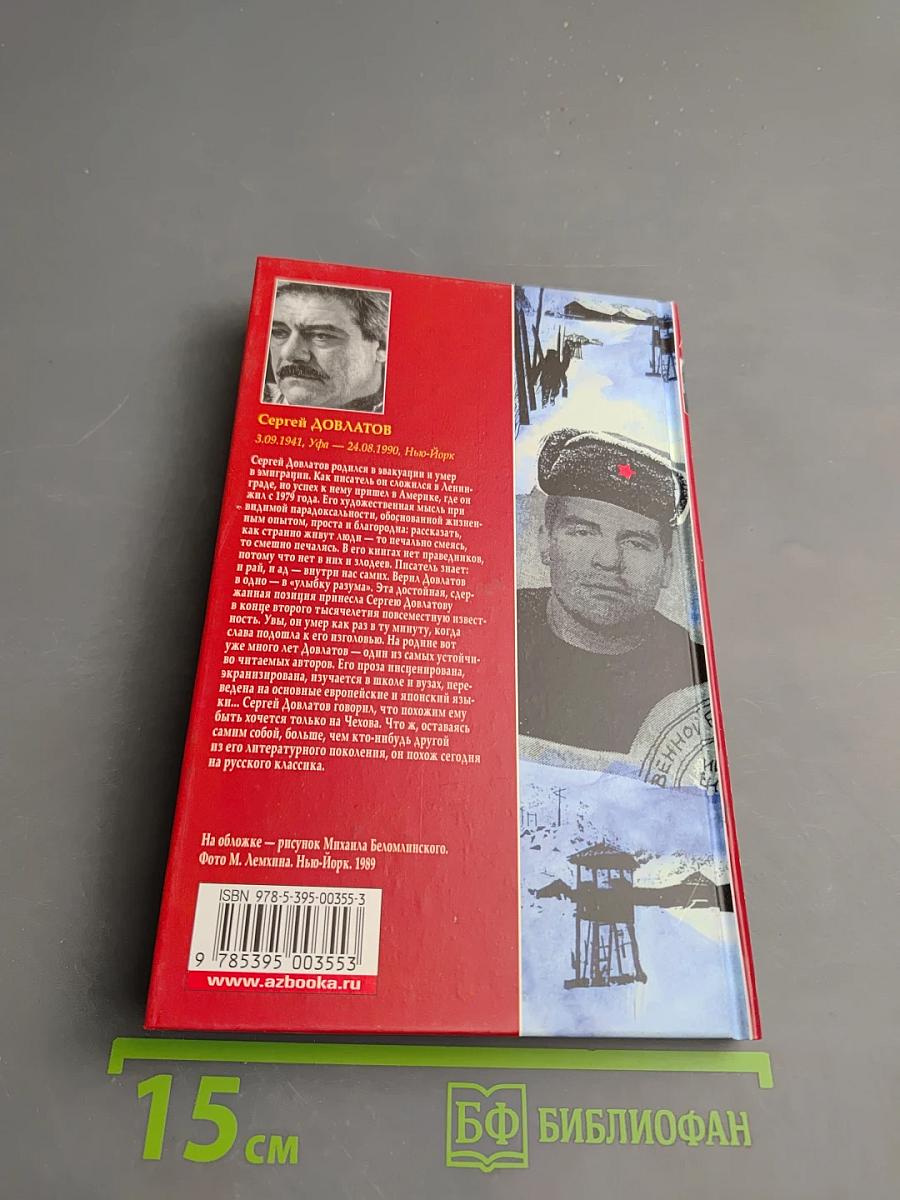 Сергей ДОВЛАТОВ
3.09.1941, Уфа — 24.08.1990, Нью-Йорк
Сергей Довлатов родился в эвакуации и умер
в эмиграции. Как писатель он сложился в Ленин-
граде, но успех к нему пришел в Америке, где он
жил с 1979 года. Его художественная мысль при
видимой парадоксальности, обоснованной жизнен-
ным опытом, проста и благородна: рассказать,
как странно живут люди — то печально смеясь,
то смешно печалясь. В его книгах нет праведников,
потому что нет в них и злодеев. Писатель знает:
и рай, и ад — внутри нас самих. Верил Довлатов
в одно — в «улыбку разума». Эта достойная, сдер-
жанная позиция принесла Сергею Довлатову
в конце второго тысячелетия повсеместную извест-
ность. Увы, он умер как раз в ту минуту, когда
слава подошла к его изголовью. На родине вот
уже много лет Довлатов — один из самых устойчи-
во читаемых авторов. Его проза инсценирована,
экранизирована, изучается в школе и вузах, пере-
ведена на основные европейские и японский язы-
ки... Сергей Довлатов говорил, что похожим ему
быть хочется только на Чехова. Что ж, оставаясь
самим собой, больше, чем кто-нибудь другой
из его литературного поколения, он похож сегодня
на русского классика.
На обложке — рисунок Михаила Беломлинского.
Фото М. Лемхина. Нью-Йорк. 1989
ISBN 978-5-395-00355-3
9 785395 003553
www.azbooka.ru
ВЕННОЕ
15 см
БФ БИБЛИОФАН